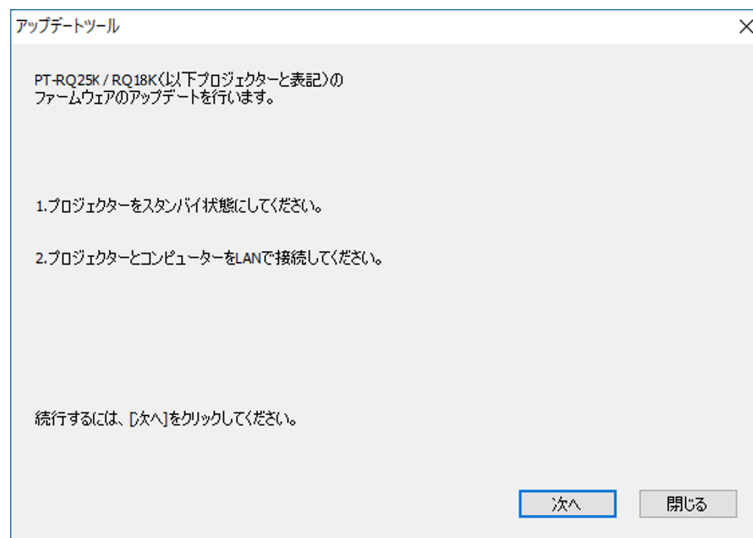 アップデートツール
PT-RQ25K / RQ18K(以下プロジェクターと表記)の
ファームウェアのアップデートを行います。
1.プロジェクターをスタンバイ状態にしてください。
2.プロジェクターとコンピューターをLANで接続してください。
続行するには、[次へ]をクリックしてください。
次へ
閉じる